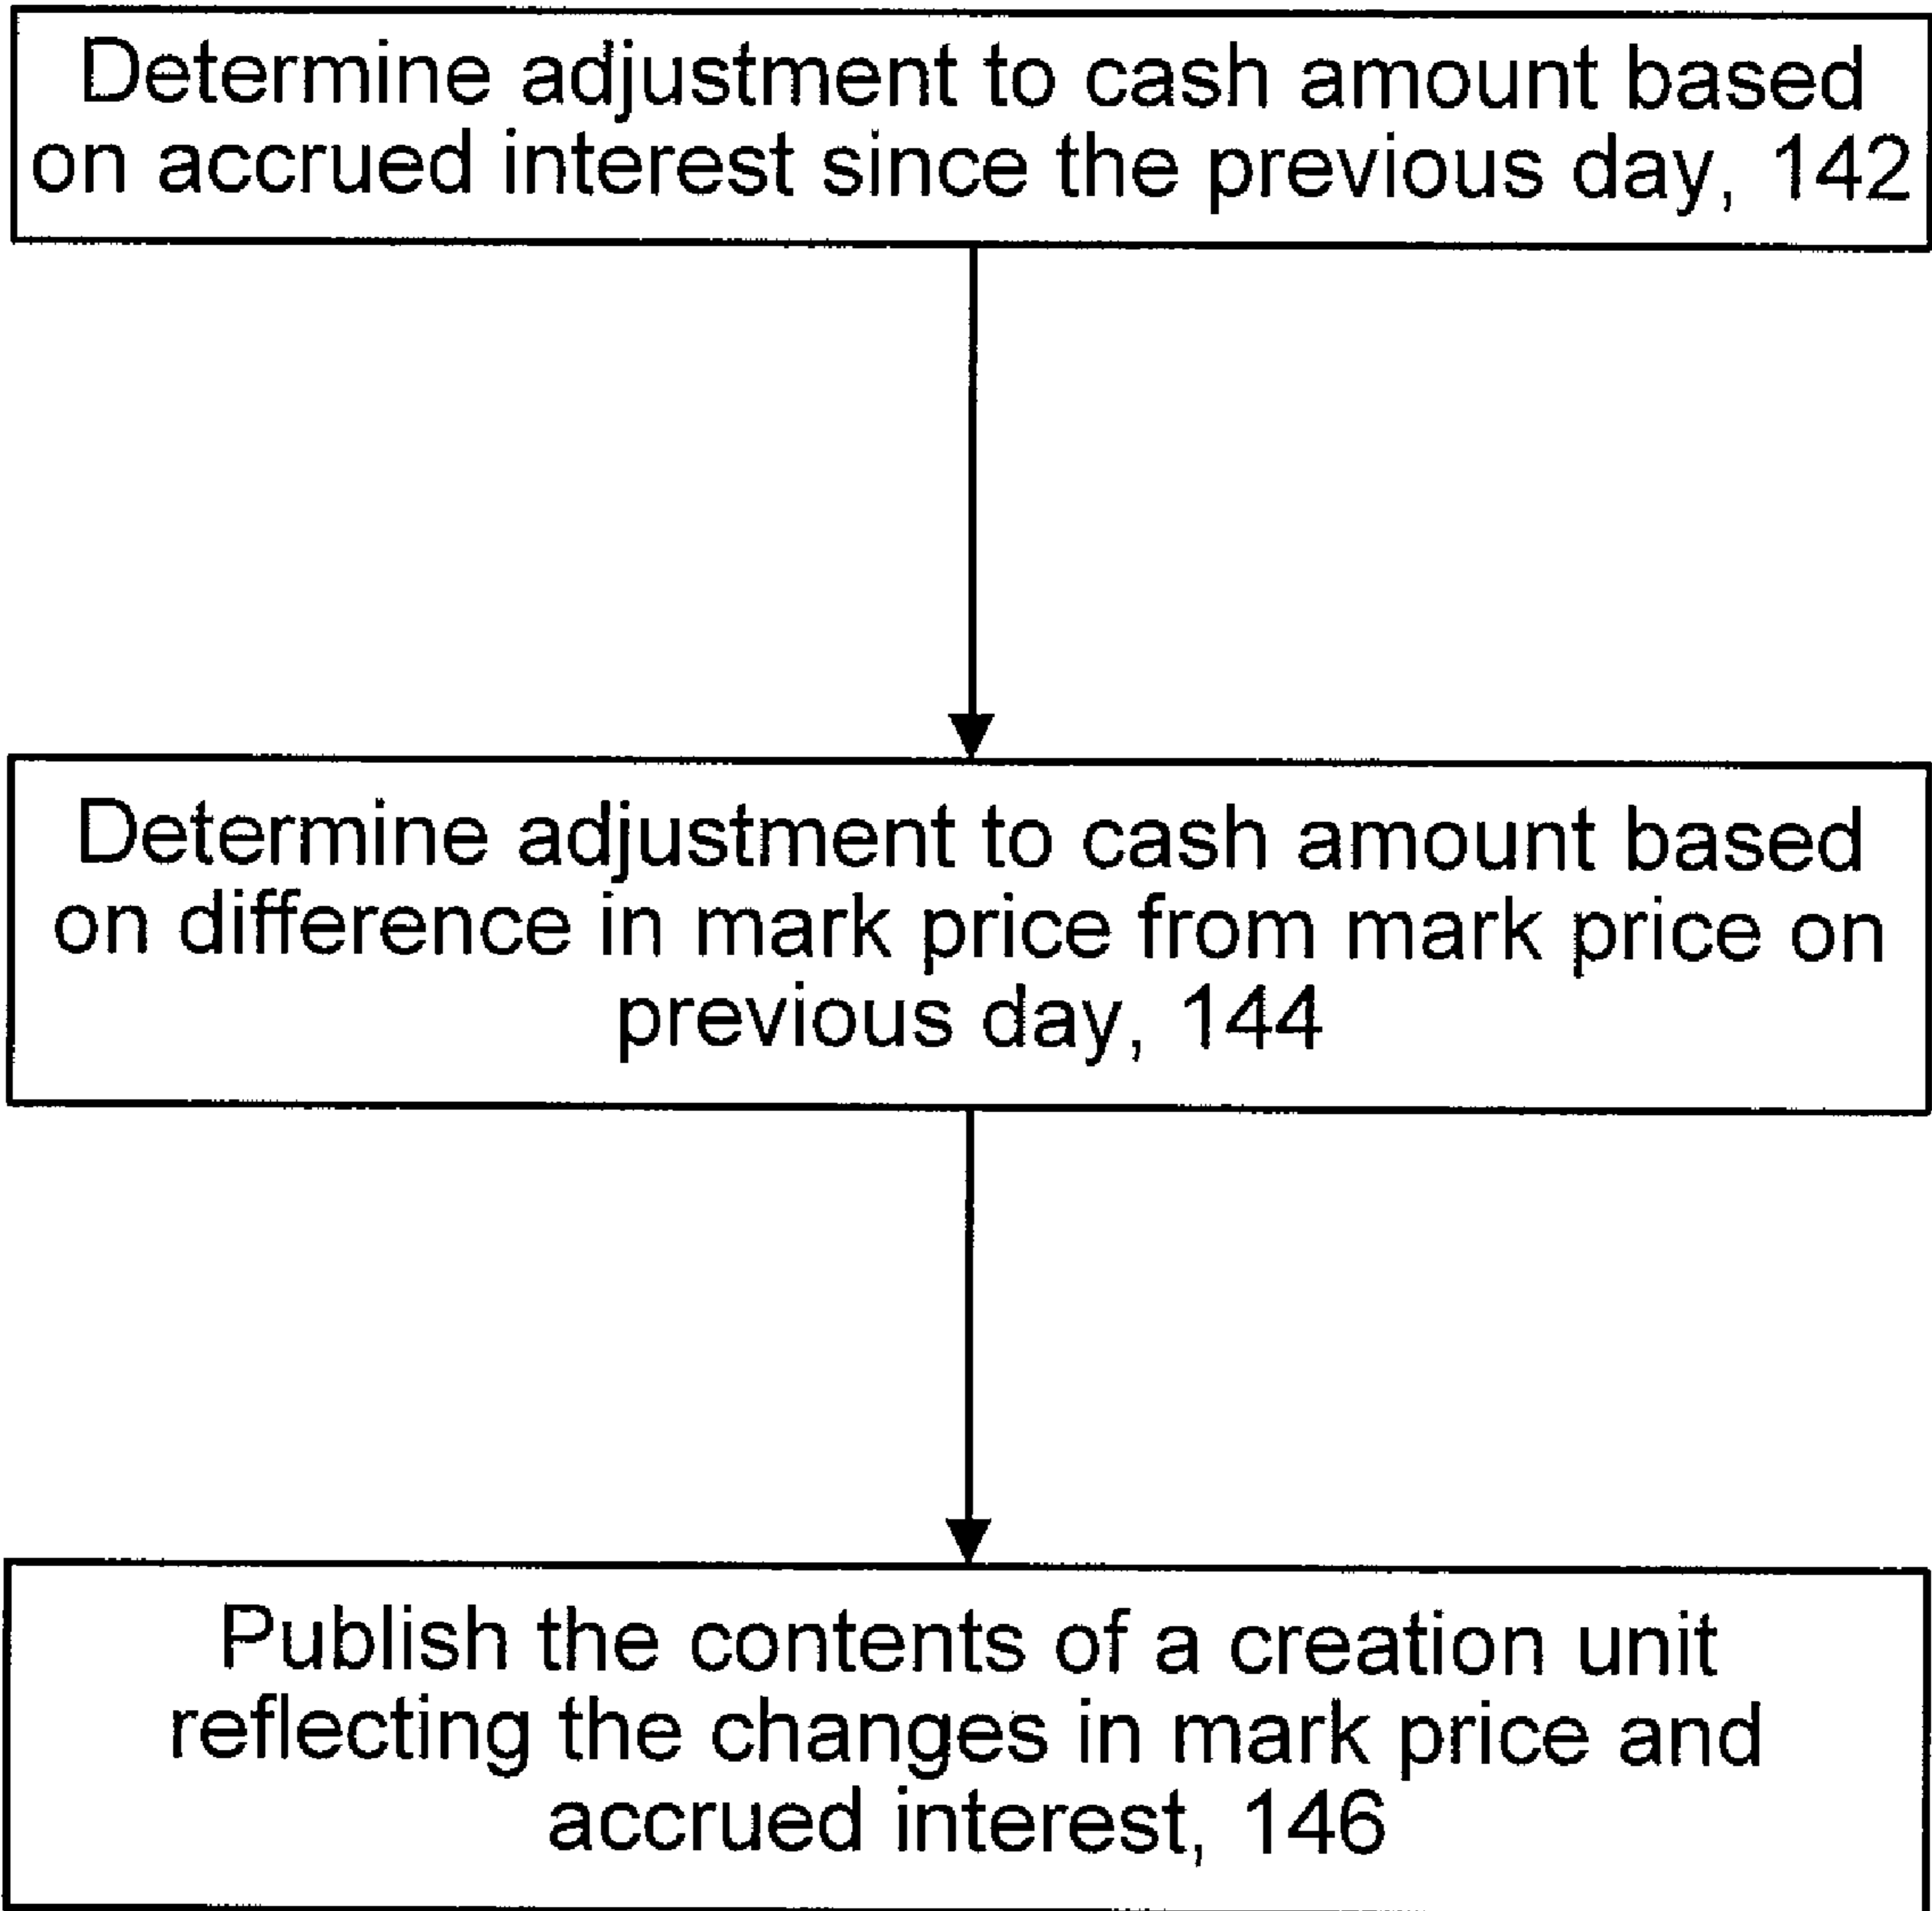 Determine adjustment to cash amount based
on accrued interest since the previous day, 142
Determine adjustment to cash amount based
on difference in mark price from mark price on
previous day, 144
Publish the contents of a creation unit
reflecting the changes in mark price and
accrued interest, 146